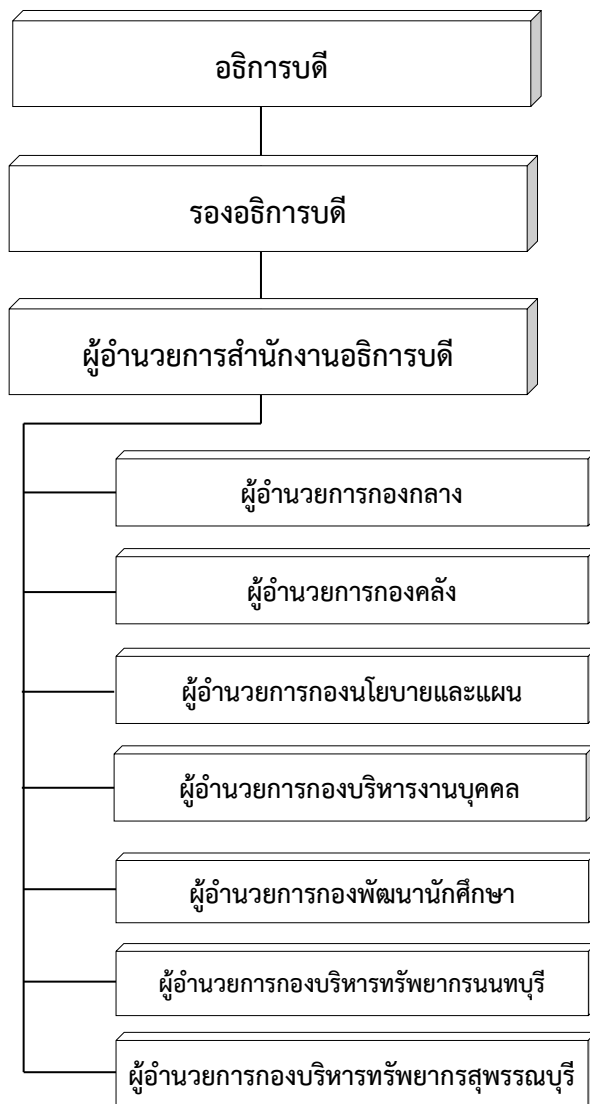 อธิการบดี
รองอธิการบดี
ผู้อำนวยการสำนักงานอธิการบดี
ผู้อำนวยการกองกลาง
ผู้อำนวยการกองคลัง
ผู้อำนวยการกองนโยบายและแผน
ผู้อำนวยการกองบริหารงานบุคคล
ผู้อำนวยการกองพัฒนานักศึกษา
ผู้อำนวยการกองบริหารทรัพยากรนนทบุรี
ผู้อำนวยการกองบริหารทรัพยากรสุพรรณบุรี